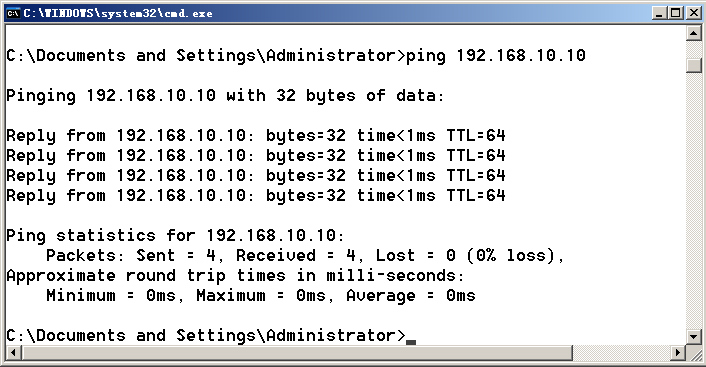 C:\WINDOWS\system32\cmd.exe
C:\Documents and Settings\Administrator>ping 192.168.10.10
Pinging 192.168.10.10 with 32 bytes of data:
Reply from 192.168.10.10: bytes=32 time<1ms TTL=64
Reply from 192.168.10.10: bytes=32 time<1ms TTL=64
Reply from 192.168.10.10: bytes=32 time<1ms TTL=64
Reply from 192.168.10.10: bytes=32 time<1ms TTL=64
Ping statistics for 192.168.10.10:
    Packets: Sent = 4, Received = 4, Lost = 0 (0% loss),
Approximate round trip times in milli-seconds:
    Minimum = 0ms, Maximum = 0ms, Average = 0ms
C:\Documents and Settings\Administrator>_